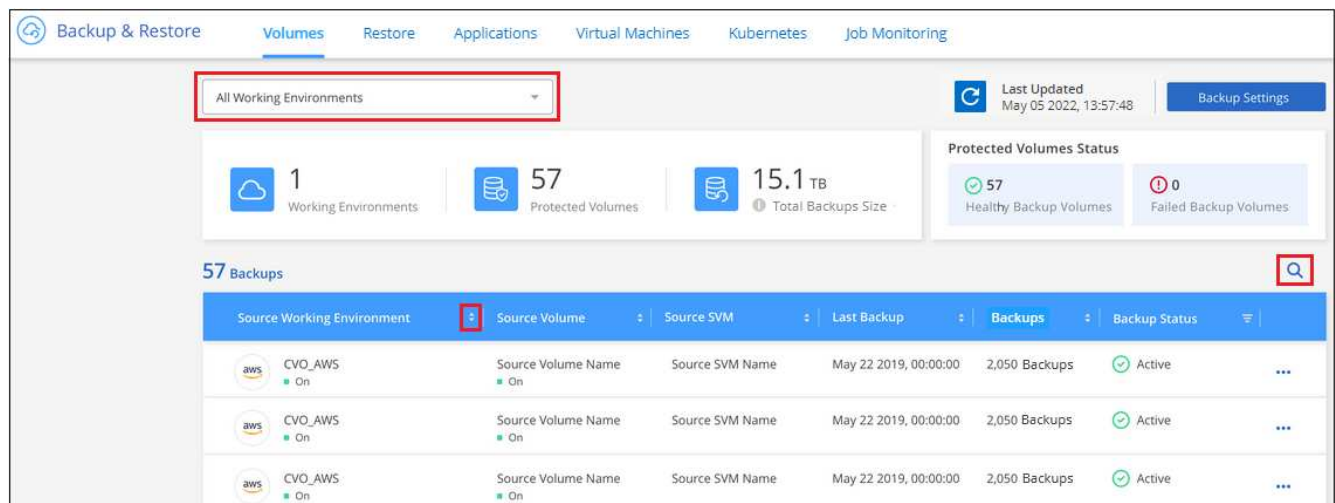 Backup & Restore Volumes Restore Applications Virtual Machines Kubernetes Job Monitoring
All Working Environments
Last Updated
May 05 2022, 13:57:48
Backup Settings
1
Working Environments
57
Protected Volumes
15.1 TB
Total Backups Size
Protected Volumes Status
57
Healthy Backup Volumes
0
Failed Backup Volumes
57 Backups
Source Working Environment Source Volume Source SVM Last Backup Backups Backup Status
aws CVO_AWS Source Volume Name Source SVM Name May 22 2019, 00:00:00 2,050 Backups Active ...
On On
aws CVO_AWS Source Volume Name Source SVM Name May 22 2019, 00:00:00 2,050 Backups Active ...
On On
aws CVO_AWS Source Volume Name Source SVM Name May 22 2019, 00:00:00 2,050 Backups Active ...
On On